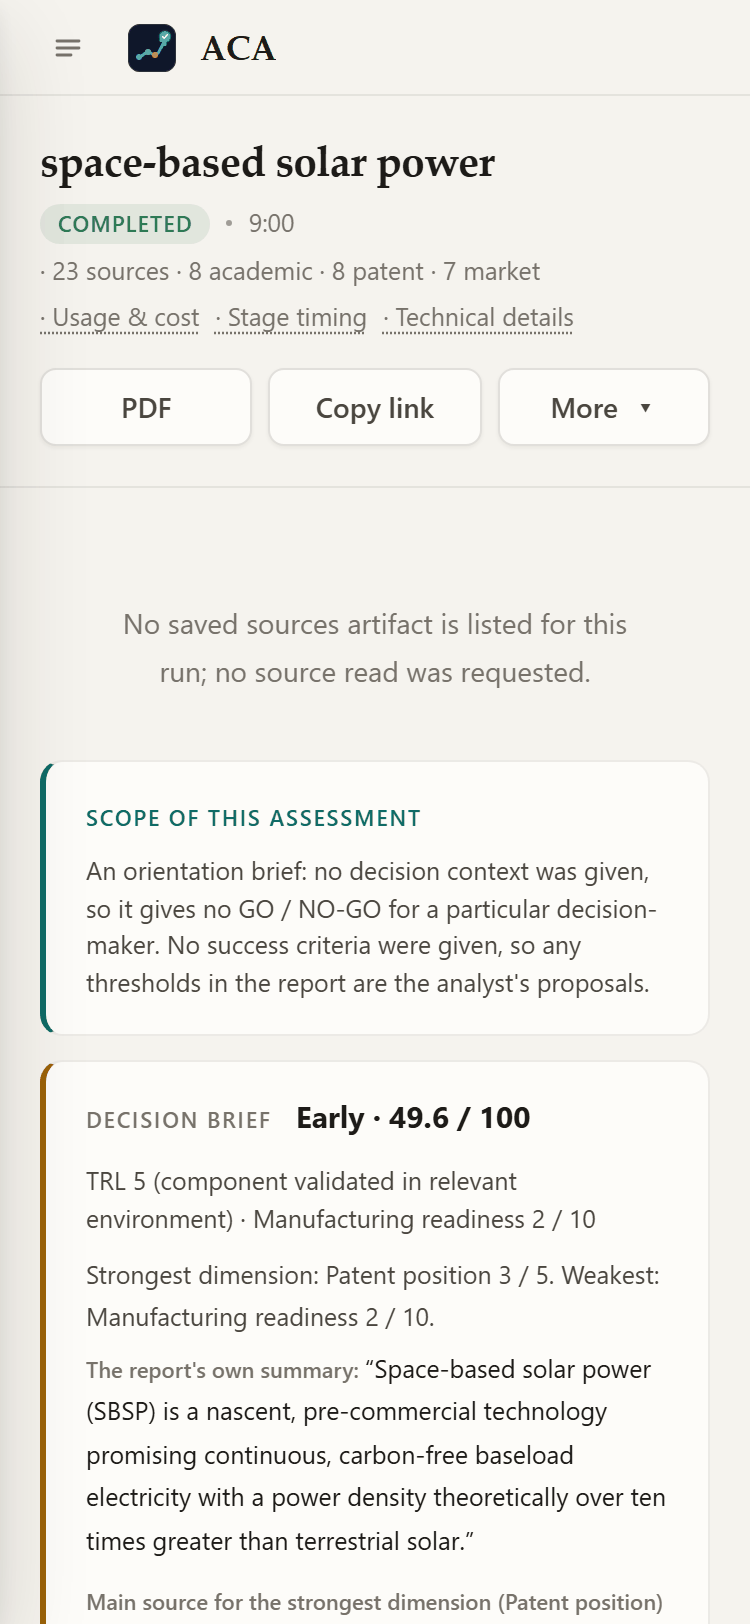 ACA
space-based solar power
COMPLETED • 9:00
· 23 sources · 8 academic · 8 patent · 7 market
· Usage & cost · Stage timing · Technical details
PDF Copy link More ▼
No saved sources artifact is listed for this
run; no source read was requested.
SCOPE OF THIS ASSESSMENT
An orientation brief: no decision context was given,
so it gives no GO / NO-GO for a particular decision-
maker. No success criteria were given, so any
thresholds in the report are the analyst's proposals.
DECISION BRIEF Early · 49.6 / 100
TRL 5 (component validated in relevant
environment) · Manufacturing readiness 2 / 10
Strongest dimension: Patent position 3 / 5. Weakest:
Manufacturing readiness 2 / 10.
The report's own summary: “Space-based solar power
(SBSP) is a nascent, pre-commercial technology
promising continuous, carbon-free baseload
electricity with a power density theoretically over ten
times greater than terrestrial solar.”
Main source for the strongest dimension (Patent position)